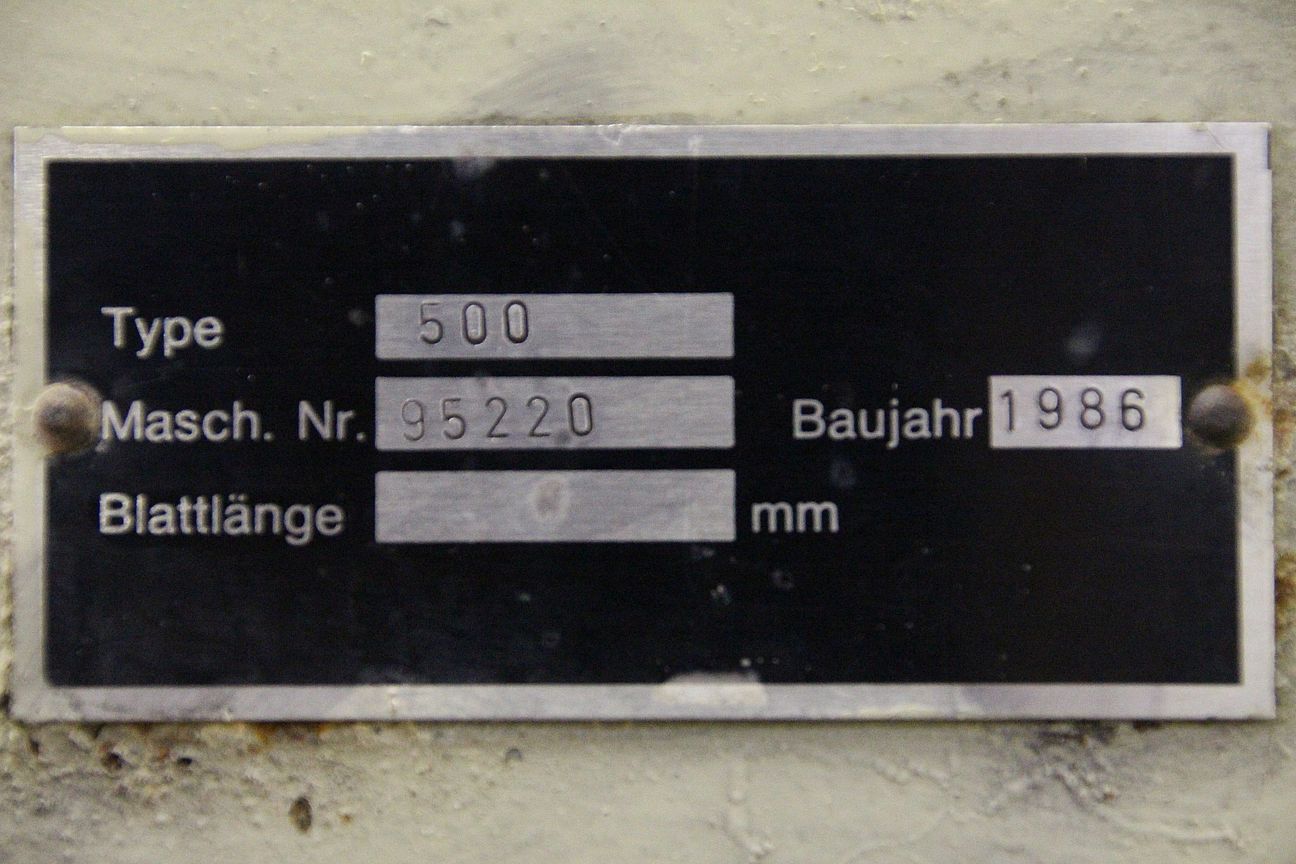 Type 500
Masch. Nr. 95220 Baujahr 1986
Blattlänge mm